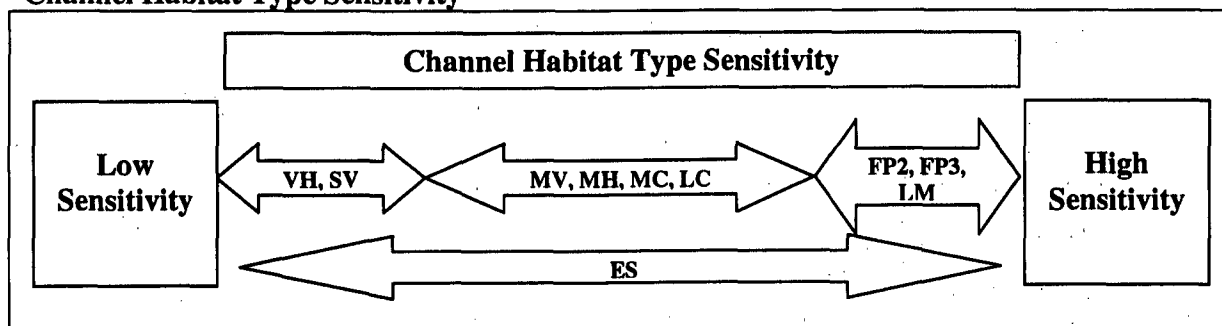 Channel Habitat Type Sensitivity
Channel Habitat Type Sensitivity
Low
Sensitivity
VH, SV
MV, MH, MC, LC
FP2, FP3,
LM
High
Sensitivity
ES